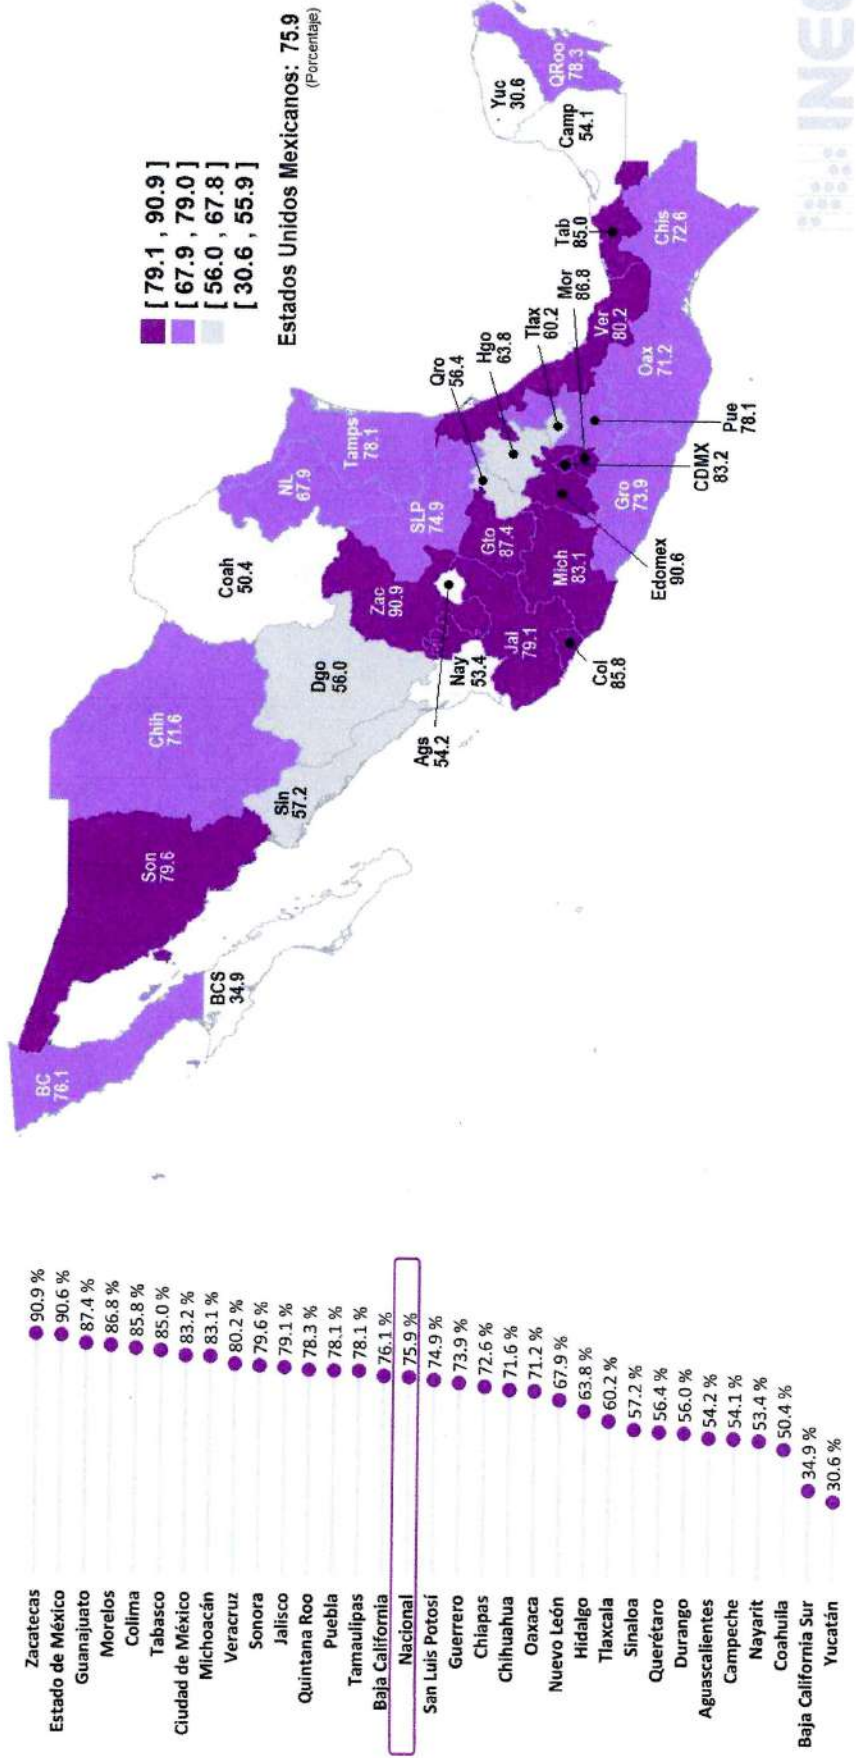 Zacatecas 90.9 %
Estado de México 90.6 %
Guanajuato 87.4 %
Morelos 86.8 %
Colima 85.8 %
Tabasco 85.0 %
Ciudad de México 83.2 %
Michoacán 83.1 %
Veracruz 80.2 %
Sonora 79.6 %
Jalisco 79.1 %
Quintana Roo 78.3 %
Puebla 78.1 %
Tamaulipas 78.1 %
Baja California 76.1 %
Nacional 75.9 %
San Luis Potosí 74.9 %
Guerrero 73.9 %
Chiapas 72.6 %
Chihuahua 71.6 %
Oaxaca 71.2 %
Nuevo León 67.9 %
Hidalgo 63.8 %
Tlaxcala 60.2 %
Sinaloa 57.2 %
Querétaro 56.4 %
Durango 56.0 %
Aguascalientes 54.2 %
Campeche 54.1 %
Nayarit 53.4 %
Coahuila 50.4 %
Baja California Sur 34.9 %
Yucatán 30.6 %
[ 79.1 , 90.9 ]
[ 67.9 , 79.0 ]
[ 56.0 , 67.8 ]
[ 30.6 , 55.9 ]
Estados Unidos Mexicanos: 75.9
(Porcentaje)
BC
76.1
Son
79.6
Chih
71.6
BCS
34.9
Coah
50.4
Sin
57.2
Dgo
56.0
NL
67.9
Zac
90.9
Tamps
78.1
SLP
74.9
Ags
54.2
Nay
53.4
Qro
56.4
Hgo
63.8
Gto
87.4
Jal
79.1
Tlax
60.2
Mor
86.8
Tab
85.0
Yuc
30.6
QRoo
78.3
Camp
54.1
Col
85.8
Mich
83.1
Ver
80.2
Edomex
90.6
Gro
73.9
CDMX
83.2
Pue
78.1
Oax
71.2
Chis
72.6